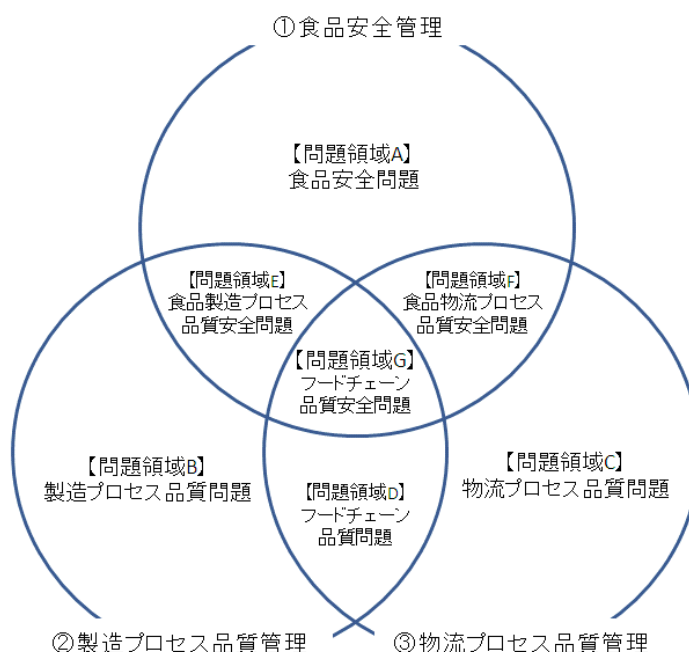 ①食品安全管理
【問題領域A】
食品安全問題
【問題領域E】
食品製造プロセス
品質安全問題
【問題領域F】
食品物流プロセス
品質安全問題
【問題領域G】
フードチェーン
品質安全問題
【問題領域B】
製造プロセス品質問題
【問題領域C】
物流プロセス品質問題
【問題領域D】
フードチェーン
品質問題
②製造プロセス品質管理
③物流プロセス品質管理